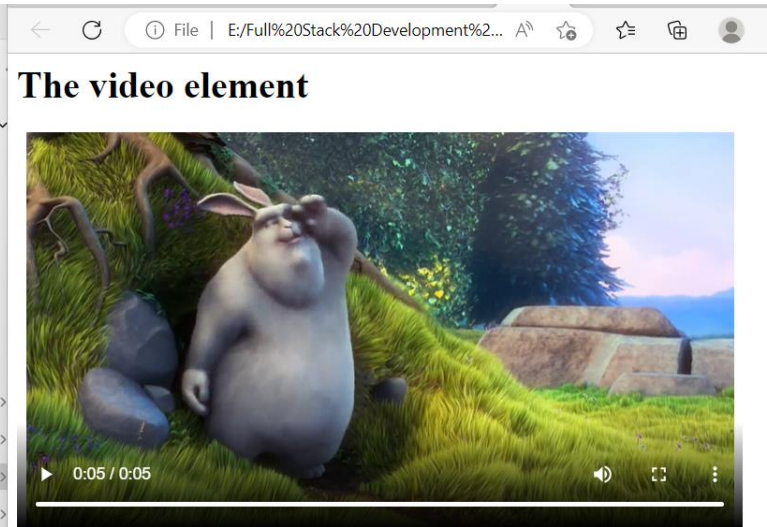 File | E:/Full%20Stack%20Development%2...
The video element
0:05 / 0:05